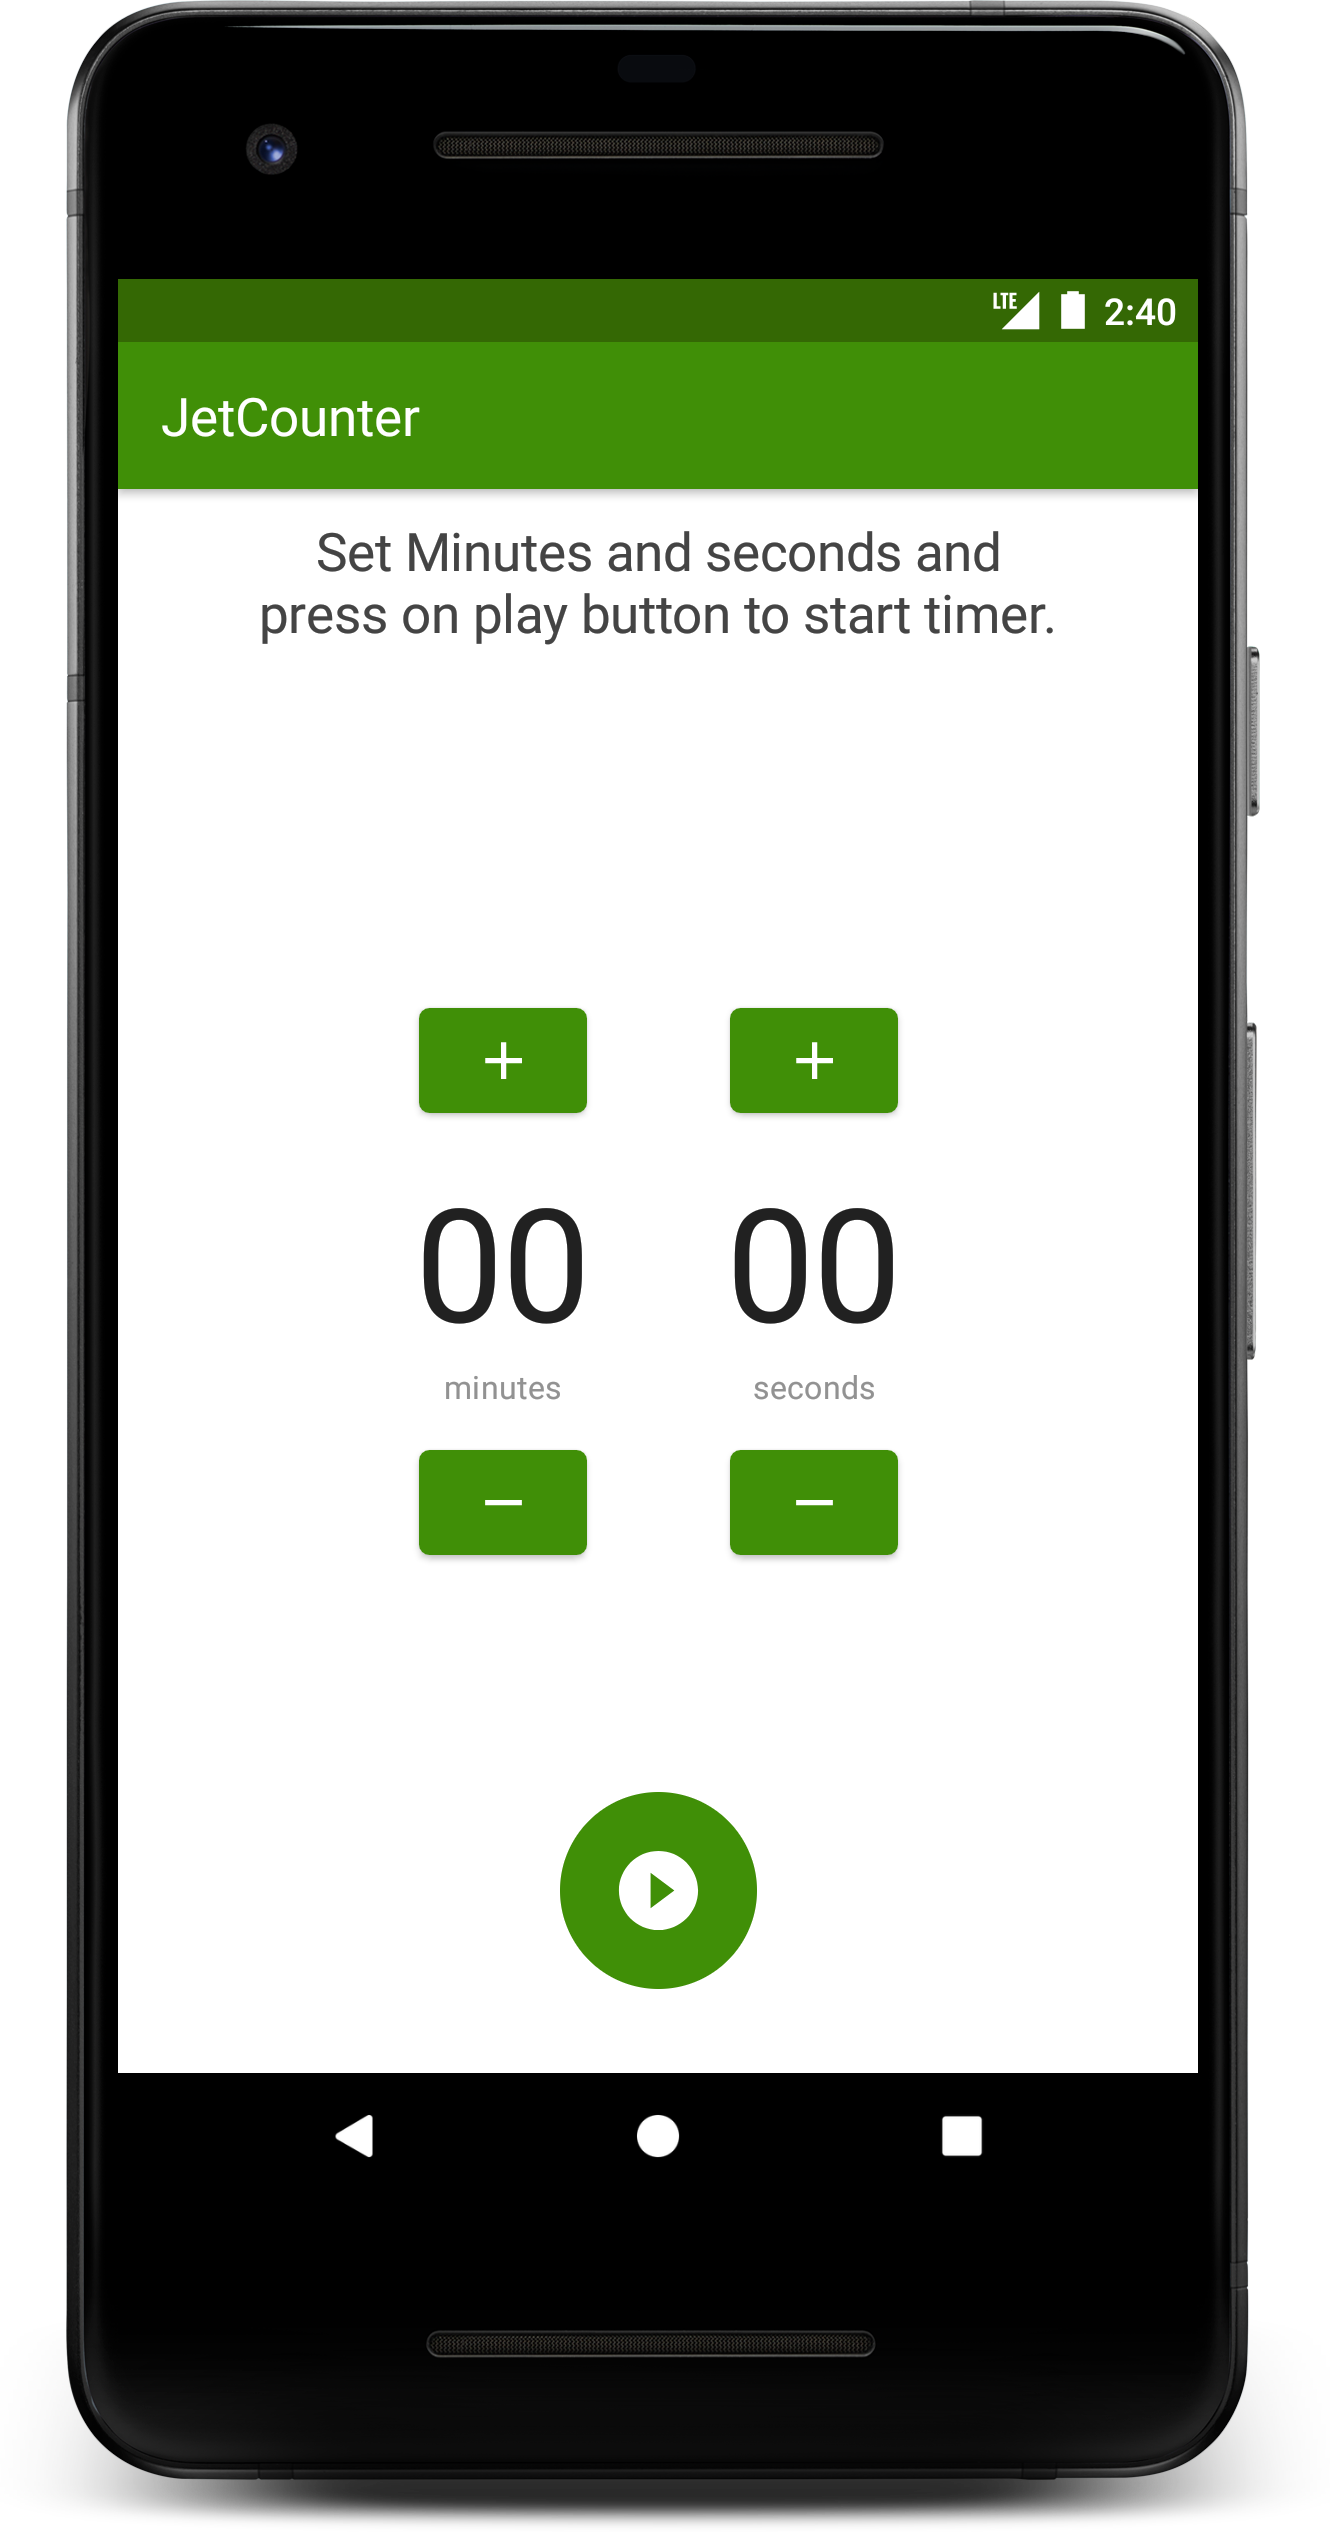 LTE 2:40
JetCounter
Set Minutes and seconds and
press on play button to start timer.
+ +
00 00
minutes seconds
− −